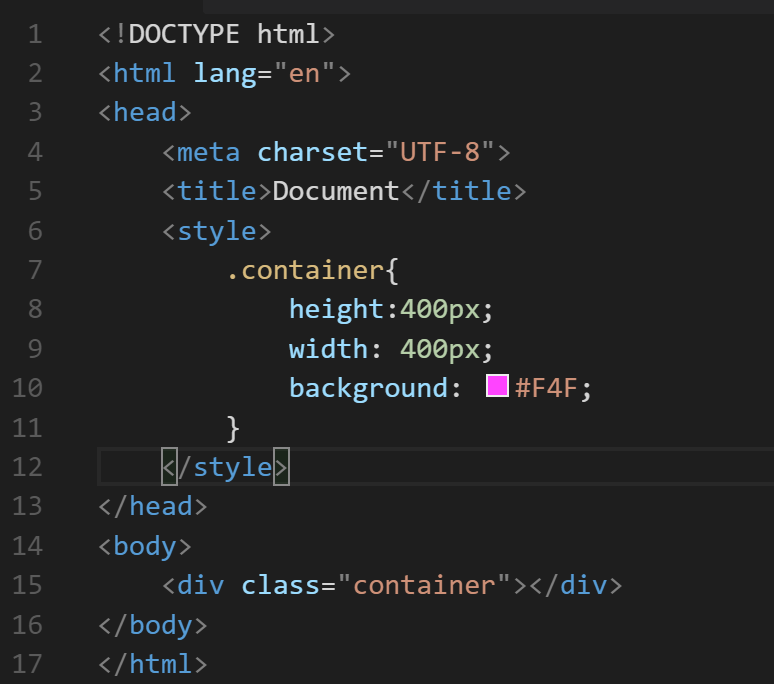 1 <!DOCTYPE html>
2 <html lang="en">
3 <head>
4     <meta charset="UTF-8">
5     <title>Document</title>
6     <style>
7         .container{
8             height:400px;
9             width: 400px;
10             background: #F4F;
11         }
12     </style>
13 </head>
14 <body>
15     <div class="container"></div>
16 </body>
17 </html>